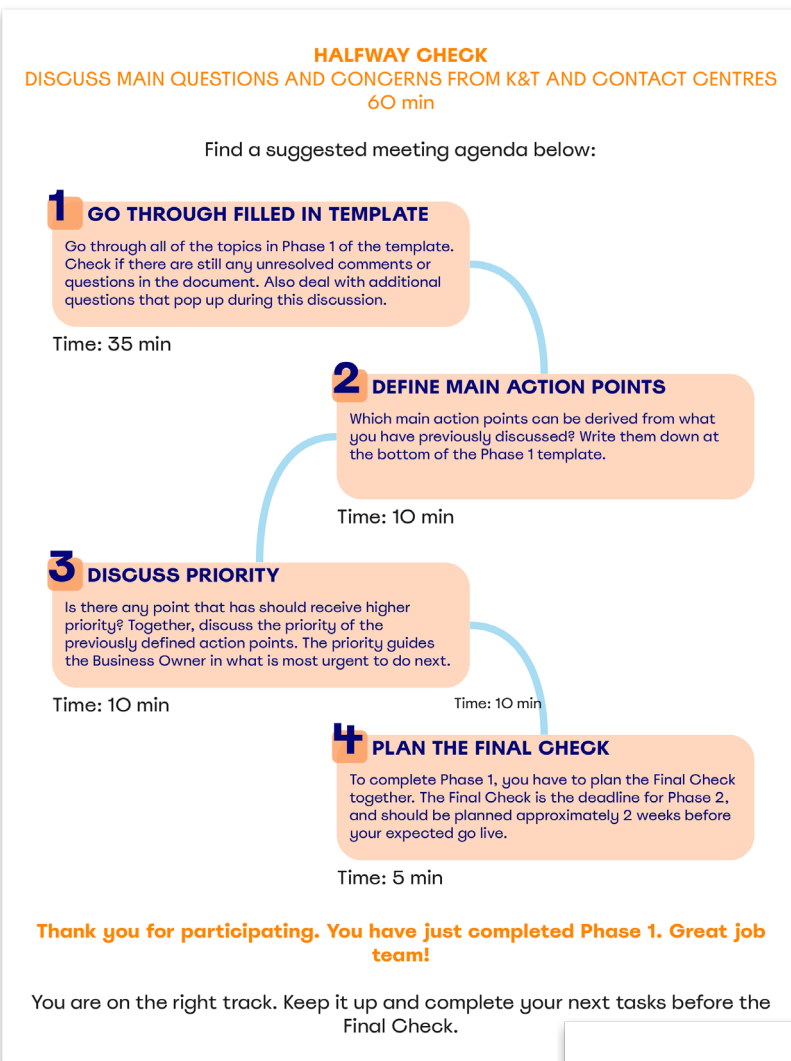 HALFWAY CHECK
DISCUSS MAIN QUESTIONS AND CONCERNS FROM K&T AND CONTACT CENTRES
60 min
Find a suggested meeting agenda below:
1 GO THROUGH FILLED IN TEMPLATE
Go through all of the topics in Phase 1 of the template.
Check if there are still any unresolved comments or
questions in the document. Also deal with additional
questions that pop up during this discussion.
Time: 35 min
2 DEFINE MAIN ACTION POINTS
Which main action points can be derived from what
you have previously discussed? Write them down at
the bottom of the Phase 1 template.
Time: 10 min
3 DISCUSS PRIORITY
Is there any point that has should receive higher
priority? Together, discuss the priority of the
previously defined action points. The priority guides
the Business Owner in what is most urgent to do next.
Time: 10 min
Time: 10 min
4 PLAN THE FINAL CHECK
To complete Phase 1, you have to plan the Final Check
together. The Final Check is the deadline for Phase 2,
and should be planned approximately 2 weeks before
your expected go live.
Time: 5 min
Thank you for participating. You have just completed Phase 1. Great job
team!
You are on the right track. Keep it up and complete your next tasks before the
Final Check.